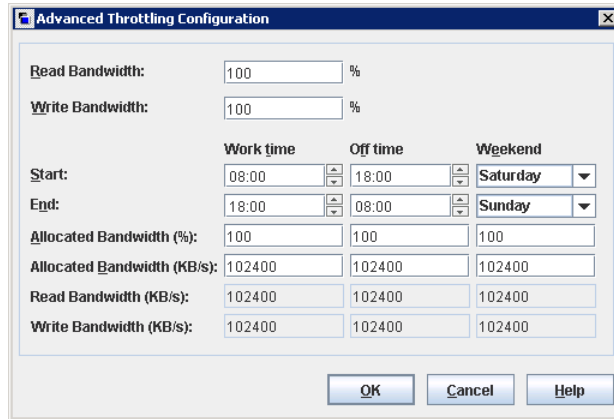 Advanced Throttling Configuration
Read Bandwidth: 100 %
Write Bandwidth: 100 %
Work time Off time Weekend
Start: 08:00 18:00 Saturday
End: 18:00 08:00 Sunday
Allocated Bandwidth (%): 100 100 100
Allocated Bandwidth (KB/s): 102400 102400 102400
Read Bandwidth (KB/s): 102400 102400 102400
Write Bandwidth (KB/s): 102400 102400 102400
OK Cancel Help